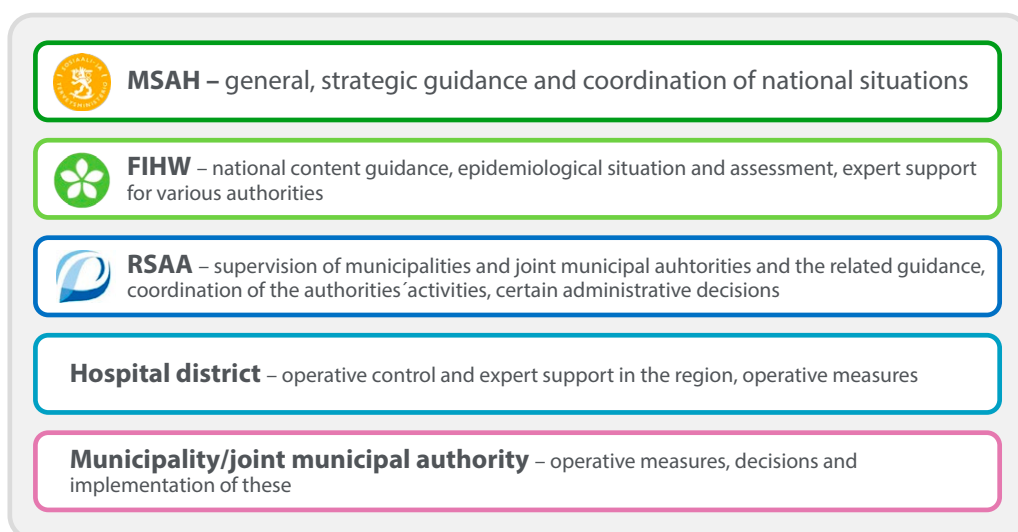 MSAH – general, strategic guidance and coordination of national situations
FIHW – national content guidance, epidemiological situation and assessment, expert support
for various authorities
RSAA – supervision of municipalities and joint municipal auhtorities and the related guidance,
coordination of the authorities´activities, certain administrative decisions
Hospital district – operative control and expert support in the region, operative measures
Municipality/joint municipal authority – operative measures, decisions and
implementation of these